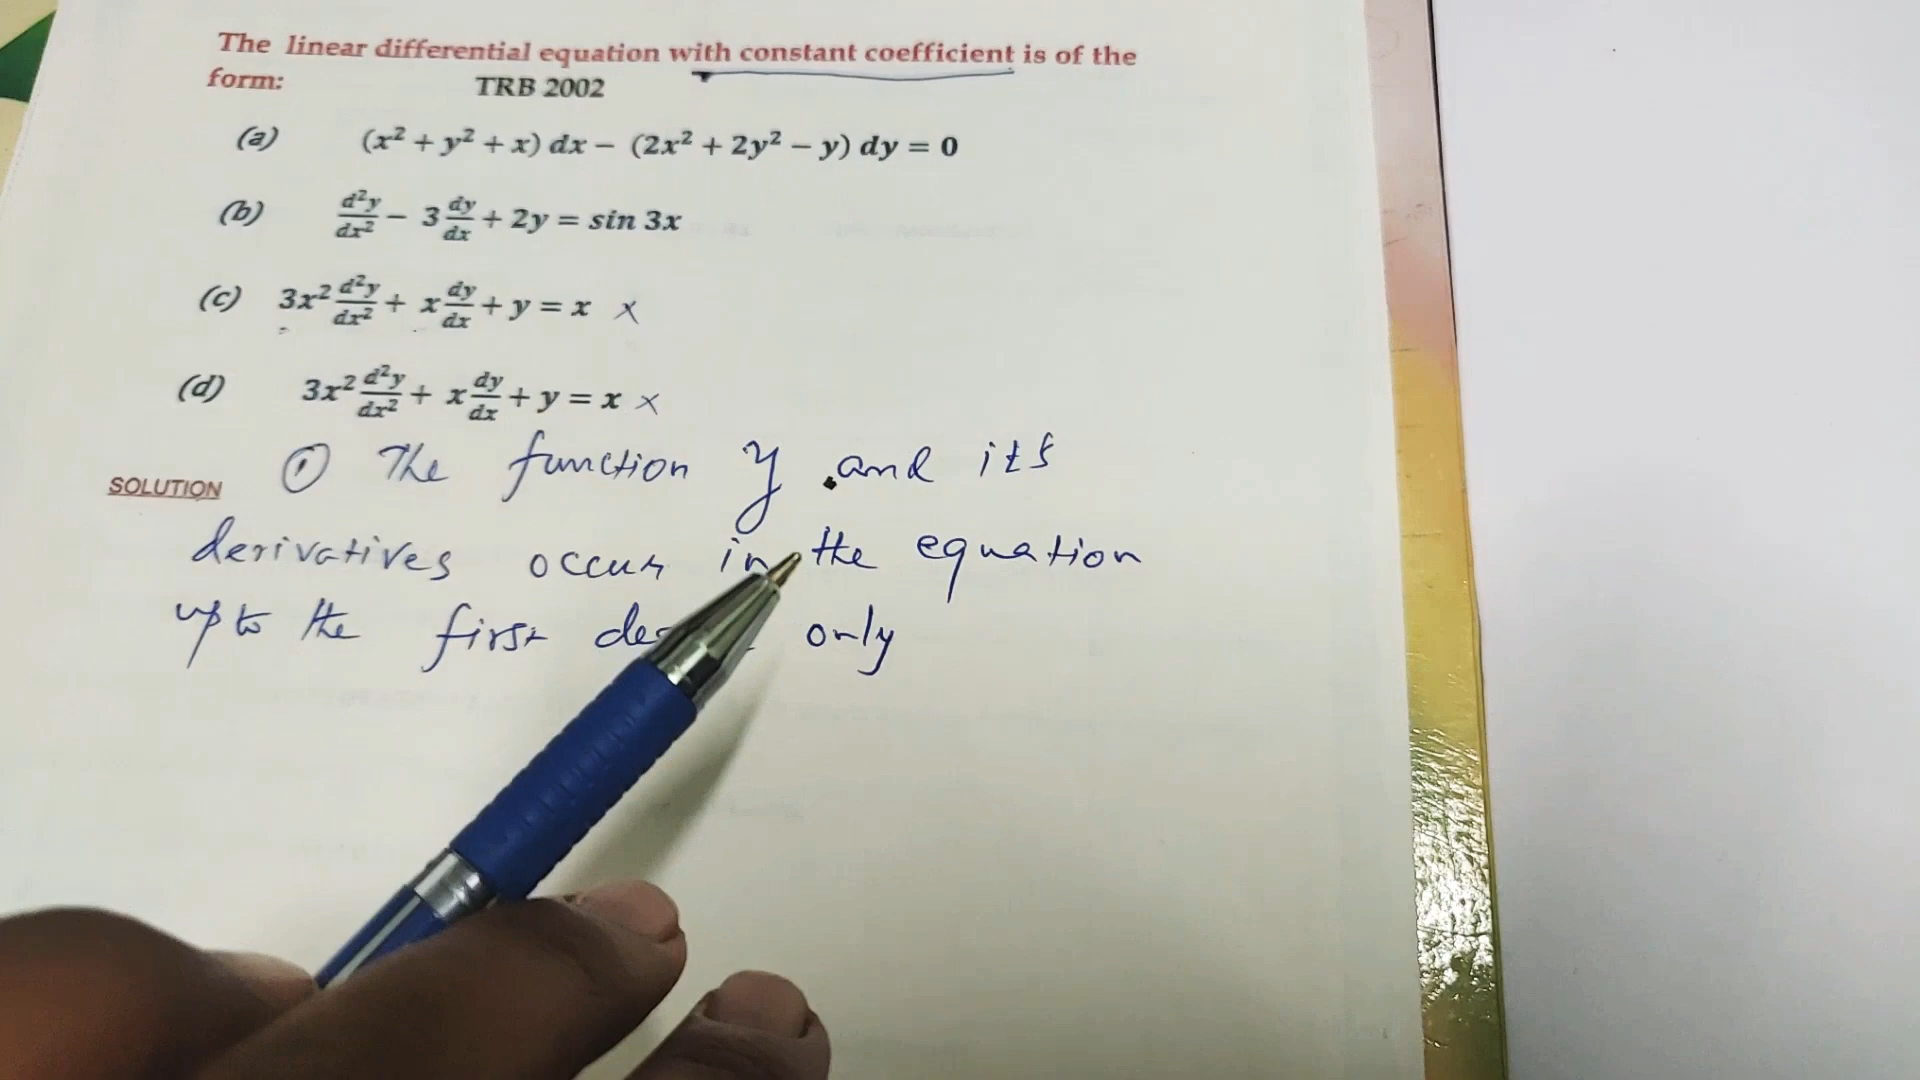 The linear differential equation with constant coefficient is of the
form: TRB 2002
(a) (x² + y² + x) dx − (2x² + 2y² − y) dy = 0
(b) d²y/dx² − 3 dy/dx + 2y = sin 3x
(c) 3x² d²y/dx² + x dy/dx + y = x ×
(d) 3x² d²y/dx² + x dy/dx + y = x ×
① The function y and its
SOLUTION
derivatives occur in the equation
upto the first only